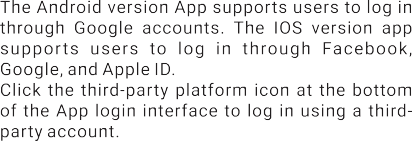 The Android version App supports users to log in
through Google accounts. The IOS version app
supports users to log in through Facebook,
Google, and Apple ID.
Click the third-party platform icon at the bottom
of the App login interface to log in using a third-
party account.